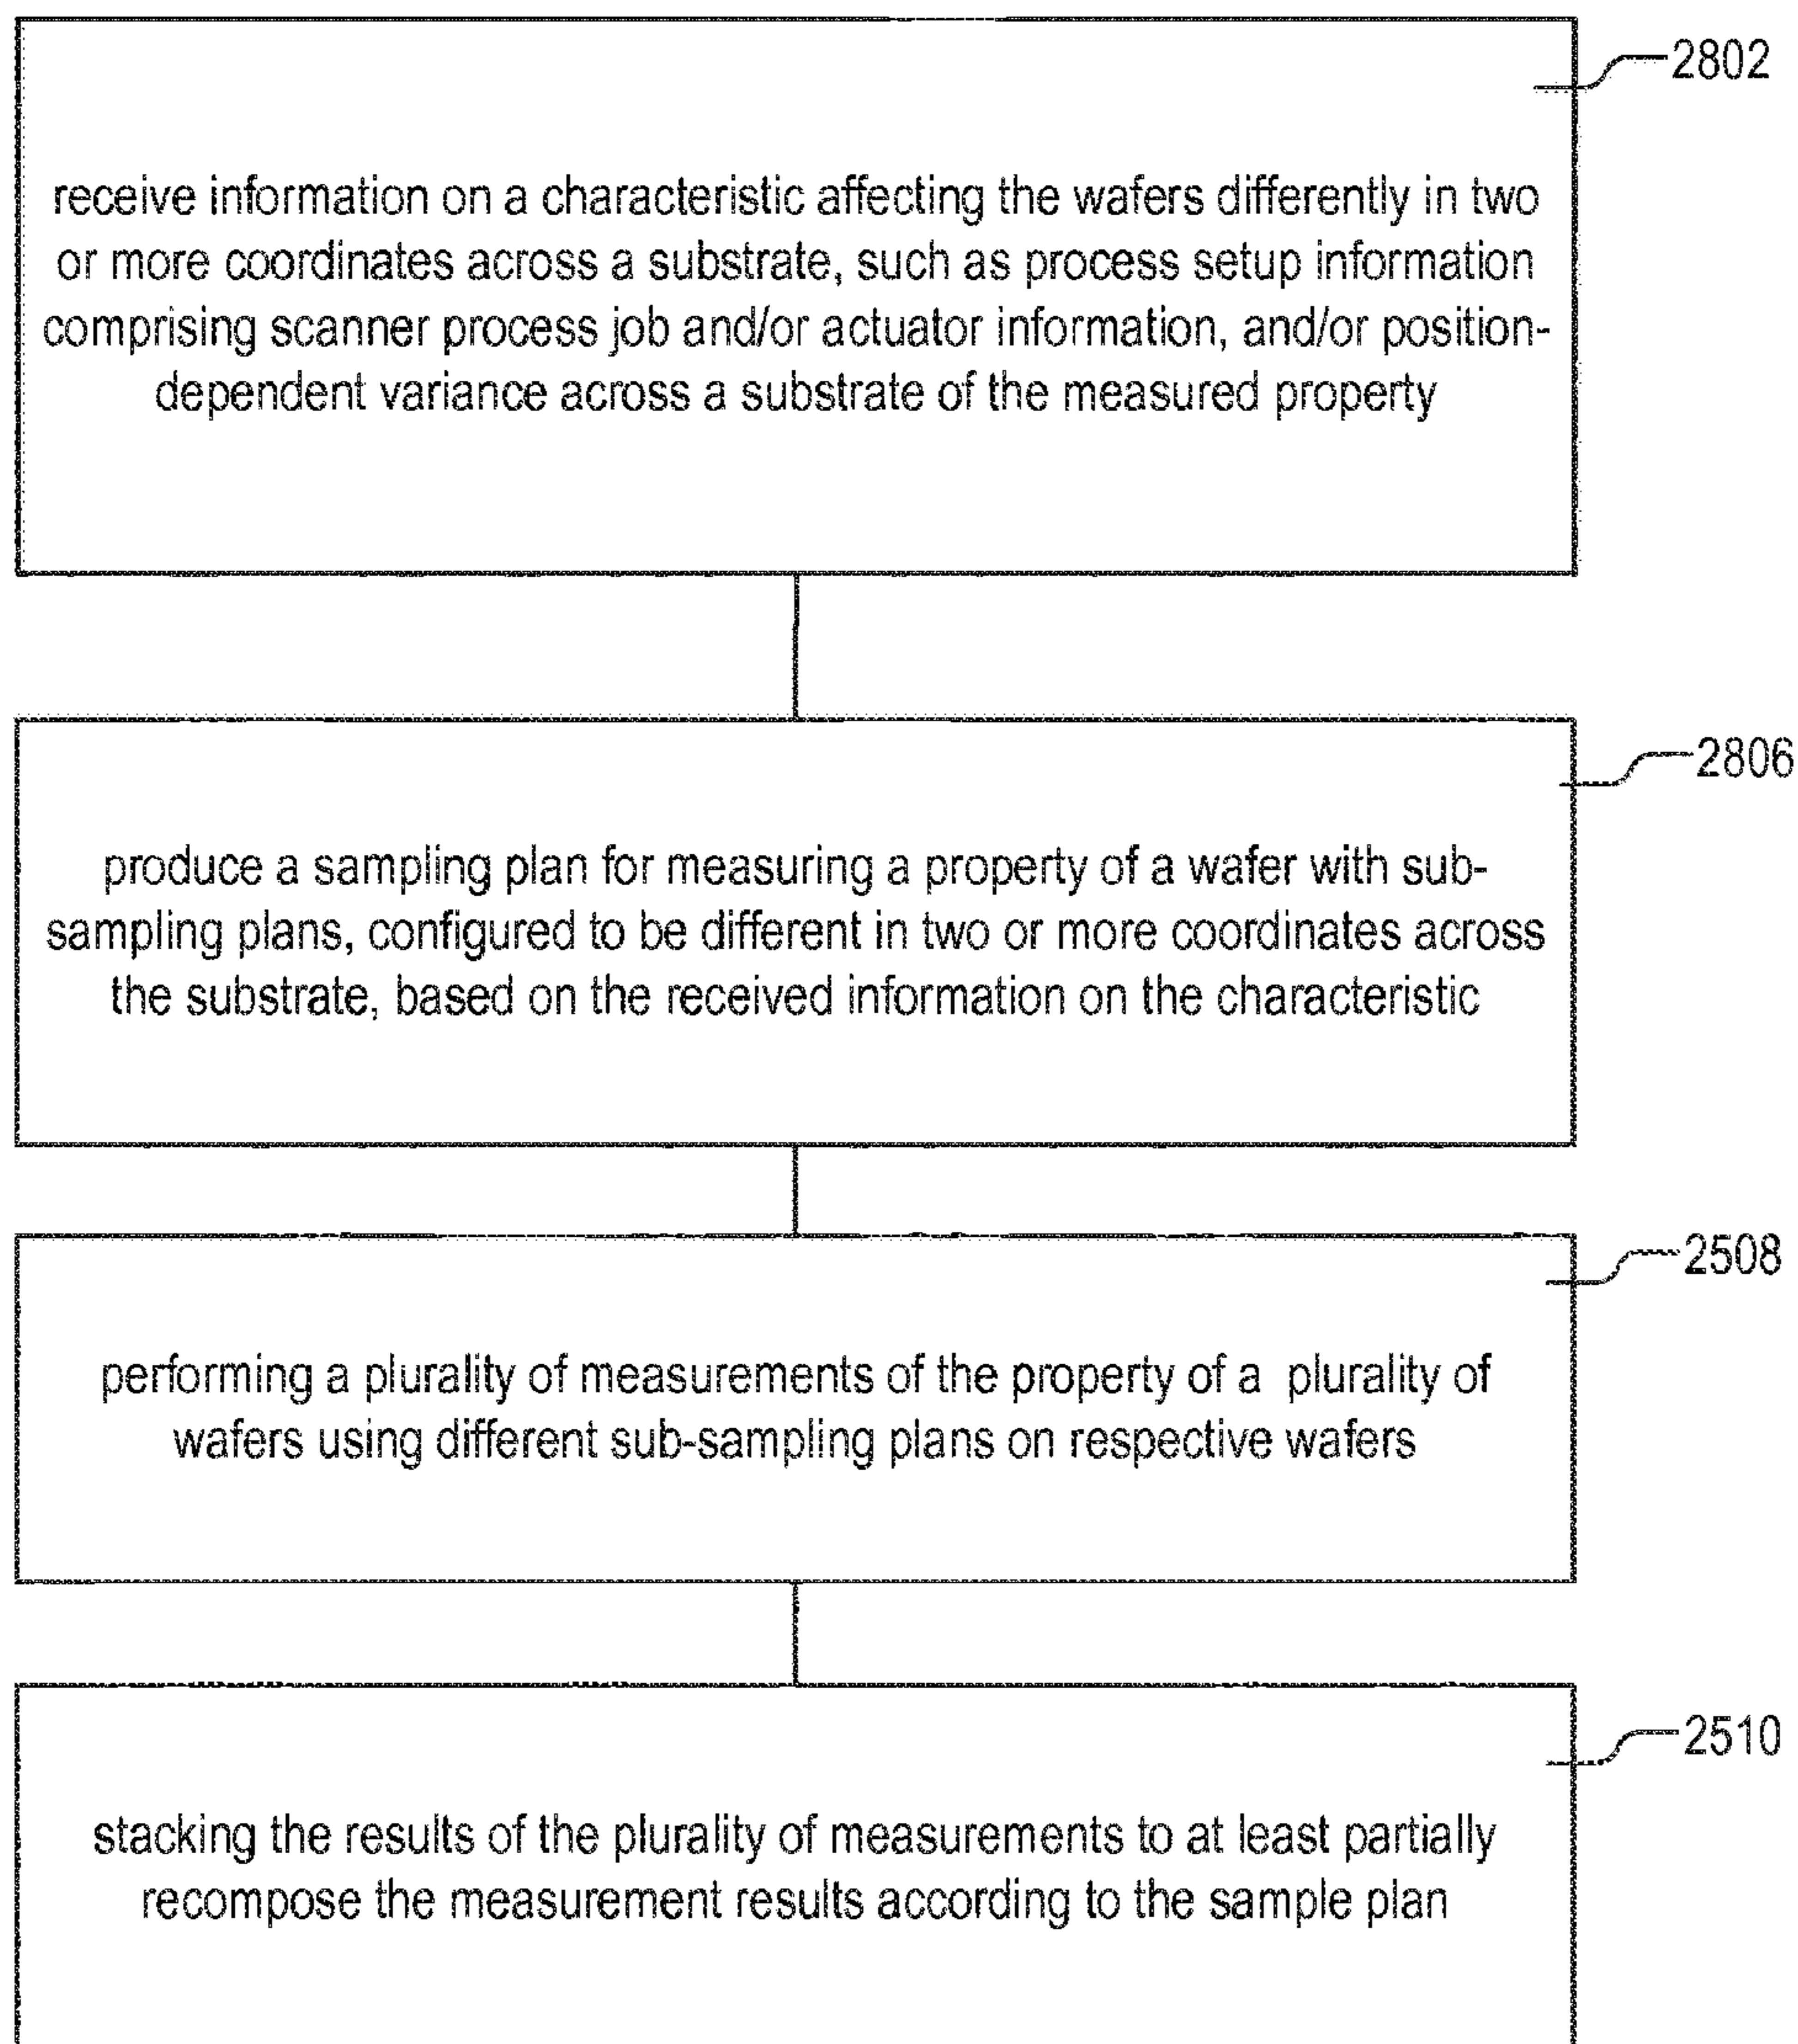 2802
receive information on a characteristic affecting the wafers differently in two
or more coordinates across a substrate, such as process setup information
comprising scanner process job and/or actuator information, and/or position-
dependent variance across a substrate of the measured property
2806
produce a sampling plan for measuring a property of a wafer with sub-
sampling plans, configured to be different in two or more coordinates across
the substrate, based on the received information on the characteristic
2508
performing a plurality of measurements of the property of a plurality of
wafers using different sub-sampling plans on respective wafers
2510
stacking the results of the plurality of measurements to at least partially
recompose the measurement results according to the sample plan